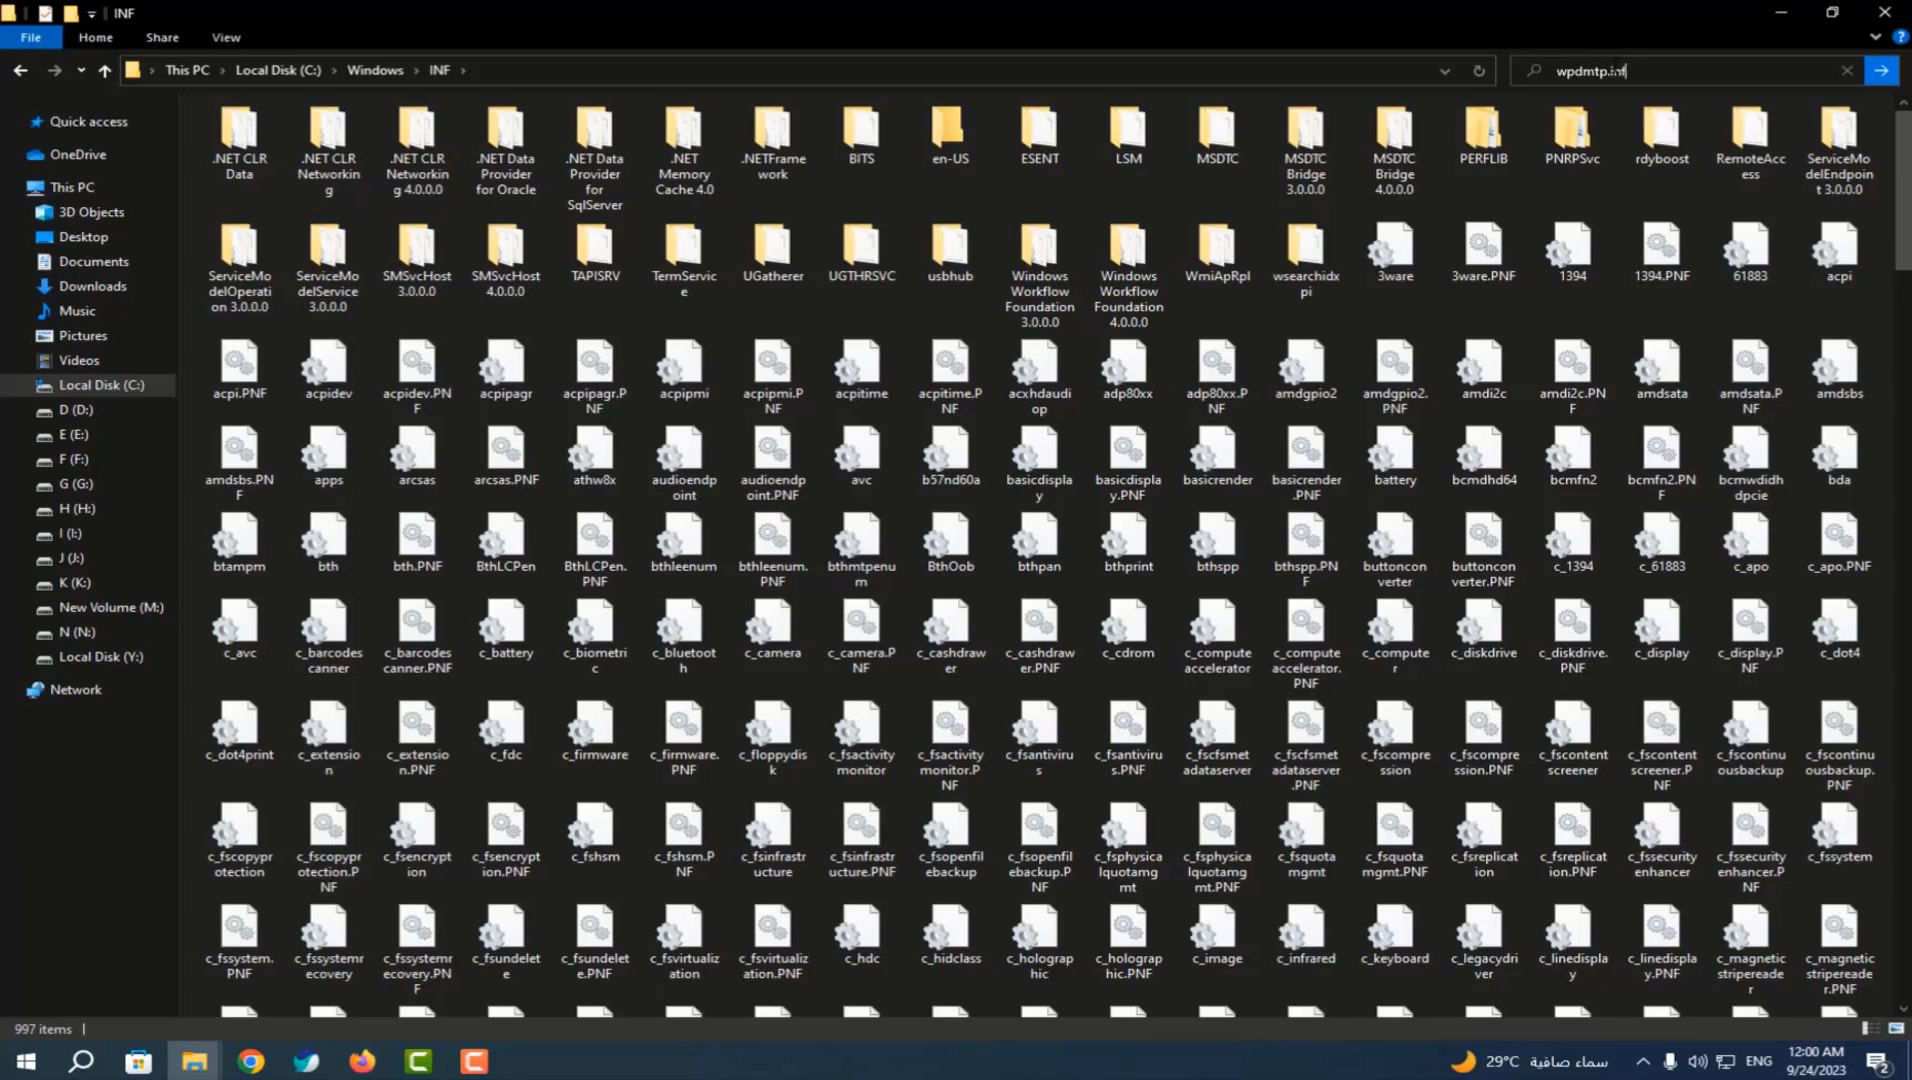 INF
File Home Share View
This PC Local Disk (C:) Windows INF
wpdmtp.inf
Quick access
OneDrive
This PC
3D Objects
Desktop
Documents
Downloads
Music
Pictures
Videos
Local Disk (C:)
D (D:)
E (E:)
F (F:)
G (G:)
H (H:)
I (I:)
J (J:)
K (K:)
New Volume (M:)
N (N:)
Local Disk (Y:)
Network
.NET CLR Data
.NET CLR Networking
.NET CLR Networking 4.0.0.0
.NET Data Provider for Oracle
.NET Data Provider for SqlServer
.NET Memory Cache 4.0
.NETFramework
BITS
en-US
ESENT
LSM
MSDTC
MSDTC Bridge 3.0.0.0
MSDTC Bridge 4.0.0.0
PERFLIB
PNRPSvc
rdyboost
RemoteAccess
ServiceModelEndpoint 3.0.0.0
ServiceModelOperation 3.0.0.0
ServiceModelService 3.0.0.0
SMSvcHost 3.0.0.0
SMSvcHost 4.0.0.0
TAPISRV
TermService
UGatherer
UGTHRSVC
usbhub
Windows Workflow Foundation 3.0.0.0
Windows Workflow Foundation 4.0.0.0
WmiApRpl
wsearchidxpi
3ware
3ware.PNF
1394
1394.PNF
61883
acpi
acpi.PNF
acpidev
acpidev.PNF
acpipagr
acpipagr.PNF
acpipmi
acpipmi.PNF
acpitime
acpitime.PNF
acxhdaudiop
adp80xx
adp80xx.PNF
amdgpio2
amdgpio2.PNF
amdi2c
amdi2c.PNF
amdsata
amdsata.PNF
amdsbs
amdsbs.PNF
apps
arcsas
arcsas.PNF
athw8x
audioendpoint
audioendpoint.PNF
avc
b57nd60a
basicdisplay
basicdisplay.PNF
basicrender
basicrender.PNF
battery
bcmdhd64
bcmfn2
bcmfn2.PNF
bcmwdidhdpcie
bda
btampm
bth
bth.PNF
BthLCPen
BthLCPen.PNF
bthleenum
bthleenum.PNF
bthmtpenum
BthOob
bthpan
bthprint
bthspp
bthspp.PNF
buttonconverter
buttonconverter.PNF
c_1394
c_61883
c_apo
c_apo.PNF
c_avc
c_barcodescanner
c_barcodescanner.PNF
c_battery
c_biometric
c_bluetooth
c_camera
c_camera.PNF
c_cashdrawer
c_cashdrawer.PNF
c_cdrom
c_computeaccelerator
c_computeaccelerator.PNF
c_computer
c_diskdrive
c_diskdrive.PNF
c_display
c_display.PNF
c_dot4
c_dot4print
c_extension
c_extension.PNF
c_fdc
c_firmware
c_firmware.PNF
c_floppydisk
c_fsactivitymonitor
c_fsactivitymonitor.PNF
c_fsantivirus
c_fsantivirus.PNF
c_fscfsmetadataserver
c_fscfsmetadataserver.PNF
c_fscompression
c_fscompression.PNF
c_fscontentscreener
c_fscontentscreener.PNF
c_fscontinuousbackup
c_fscontinuousbackup.PNF
c_fscopyprotection
c_fscopyprotection.PNF
c_fsencryption
c_fsencryption.PNF
c_fshsm
c_fshsm.PNF
c_fsinfrastructure
c_fsinfrastructure.PNF
c_fsopenfilebackup
c_fsopenfilebackup.PNF
c_fsphysicalquotamgmt
c_fsphysicalquotamgmt.PNF
c_fsquotamgmt
c_fsquotamgmt.PNF
c_fsreplication
c_fsreplication.PNF
c_fssecurityenhancer
c_fssecurityenhancer.PNF
c_fssystem
c_fssystem.PNF
c_fssystemrecovery
c_fssystemrecovery.PNF
c_fsundelete
c_fsundelete.PNF
c_fsvirtualization
c_fsvirtualization.PNF
c_hdc
c_hidclass
c_holographic
c_holographic.PNF
c_image
c_infrared
c_keyboard
c_legacydriver
c_linedisplay
c_linedisplay.PNF
c_magneticstripereader
c_magneticstripereader.PNF
997 items
29°C سماء صافية
ENG
12:00 AM
9/24/2023
2